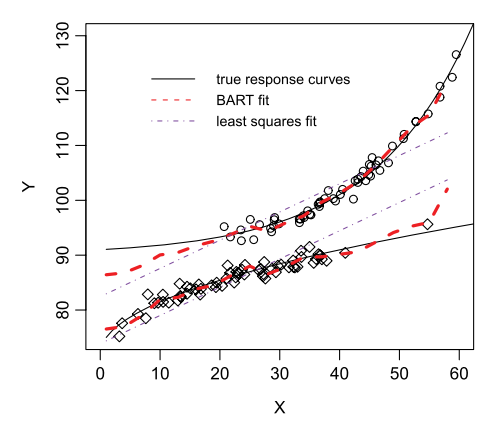 true response curves
BART fit
least squares fit
130
120
110
100
90
80
Y
0 10 20 30 40 50 60
X